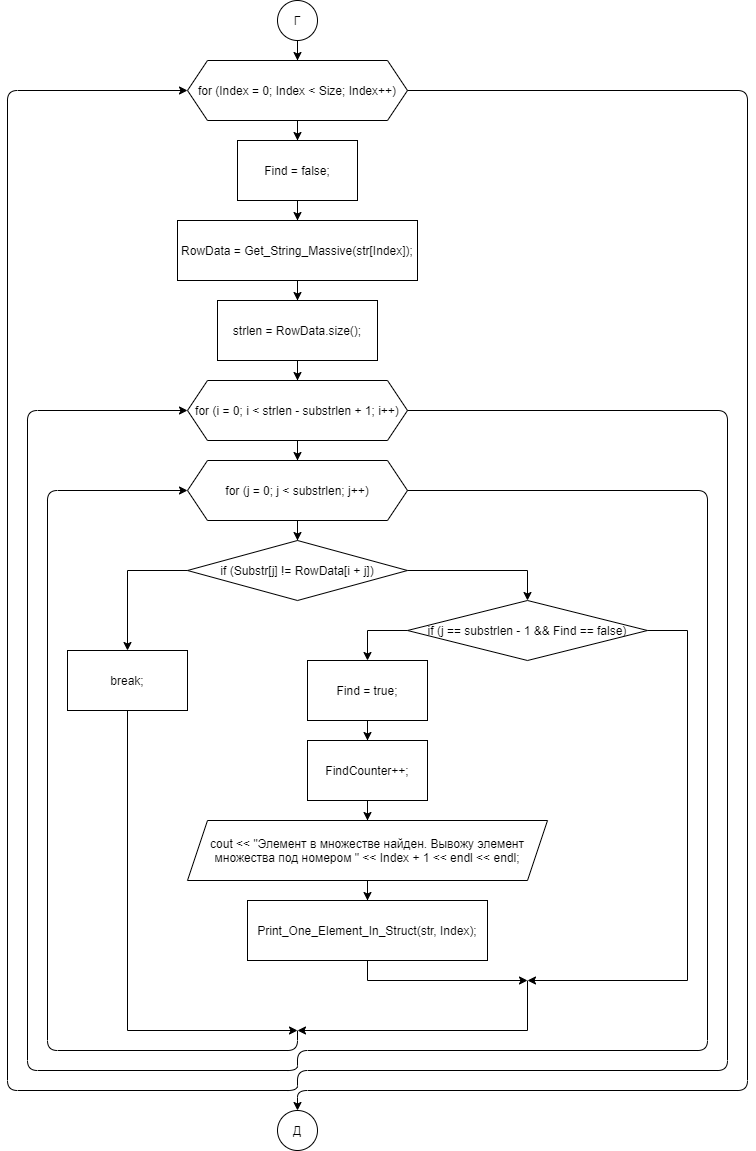 Г
for (Index = 0; Index < Size; Index++)
Find = false;
RowData = Get_String_Massive(str[Index]);
strlen = RowData.size();
for (i = 0; i < strlen - substrlen + 1; i++)
for (j = 0; j < substrlen; j++)
if (Substr[j] != RowData[i + j])
if (j == substrlen - 1 && Find == false)
break;
Find = true;
FindCounter++;
cout << "Элемент в множестве найден. Вывожу элемент
множества под номером " << Index + 1 << endl << endl;
Print_One_Element_In_Struct(str, Index);
Д